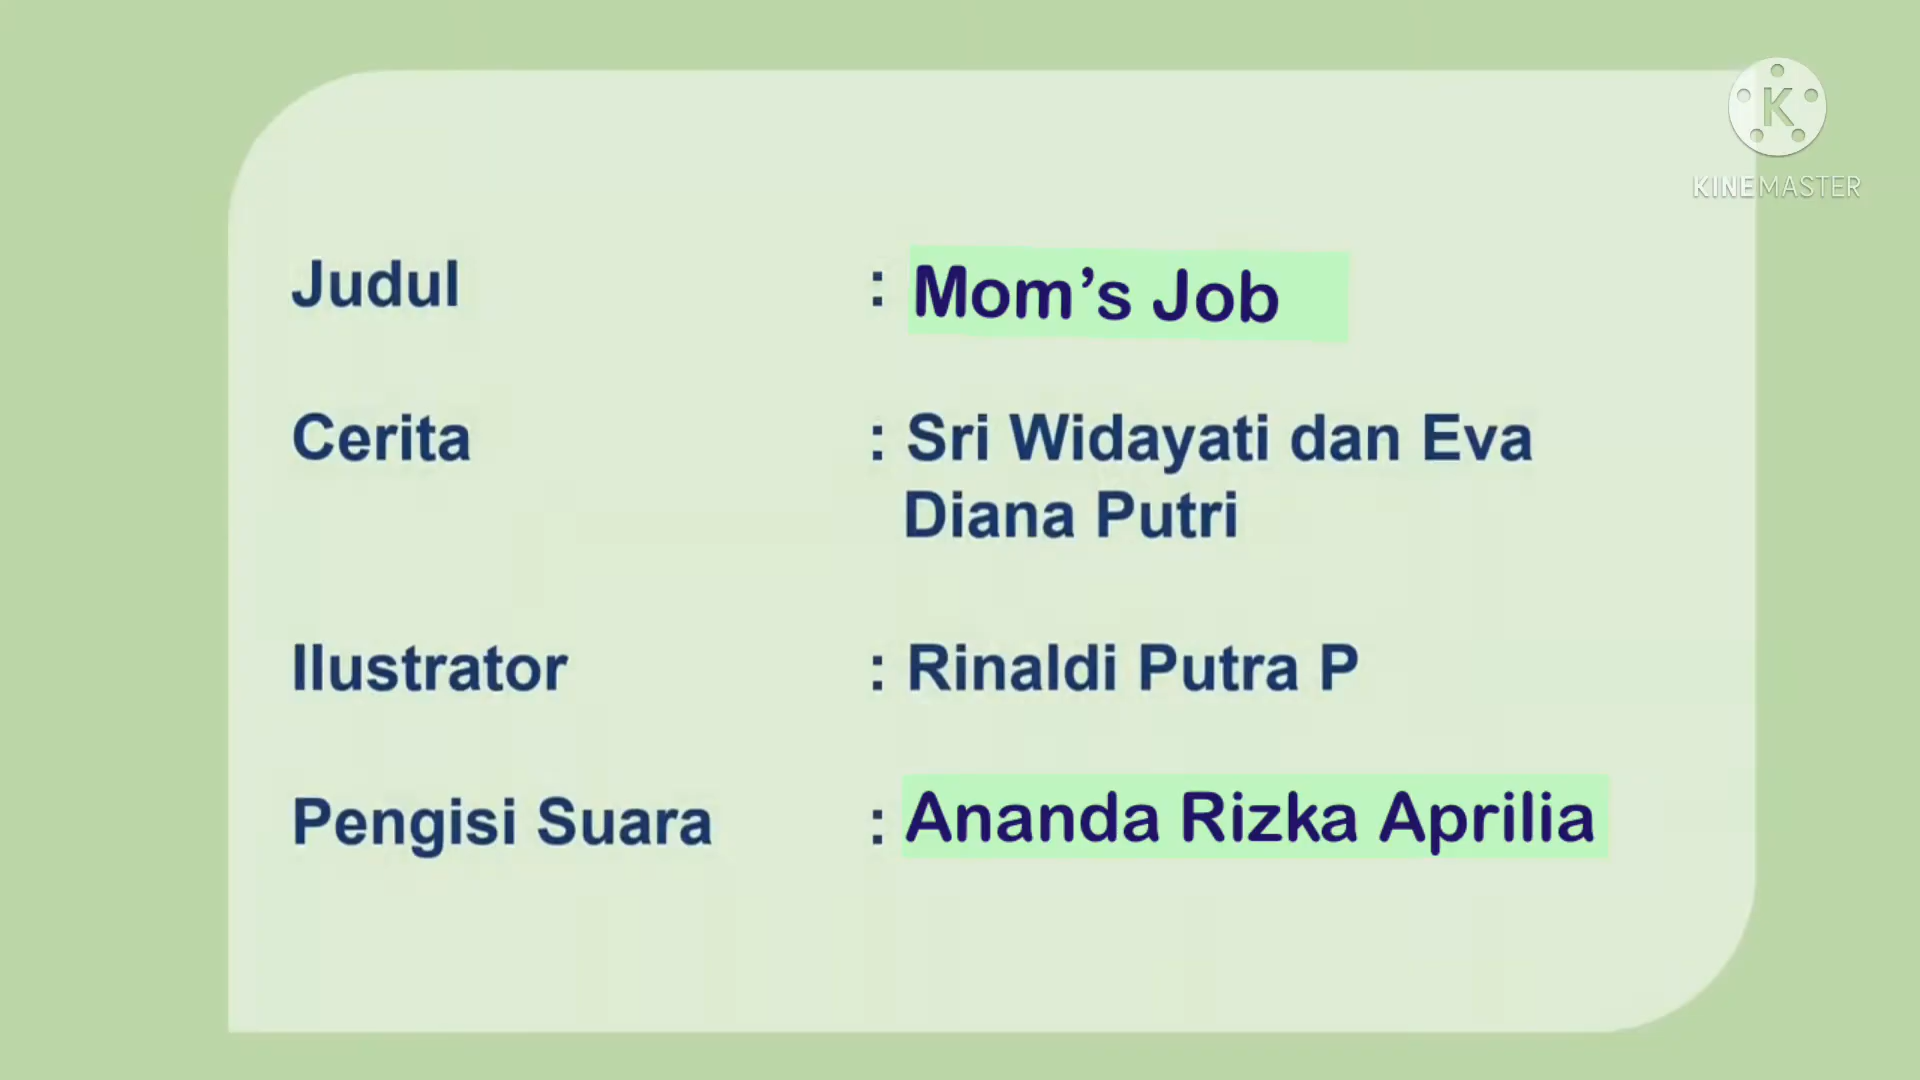 K
KINEMASTER
Judul : Mom’s Job
Cerita : Sri Widayati dan Eva
Diana Putri
Ilustrator : Rinaldi Putra P
Pengisi Suara : Ananda Rizka Aprilia